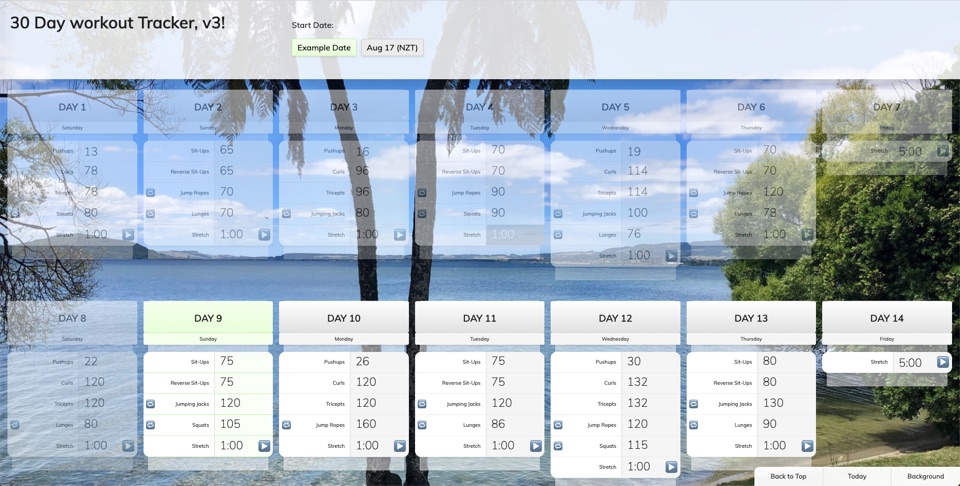 30 Day workout Tracker, v3!
Start Date:
Example Date
Aug 17 (NZT)
DAY 1
Saturday
Pushups 13
Curls 78
Triceps 78
Squats 80
Stretch 1:00
DAY 2
Sunday
Sit-Ups 65
Reverse Sit-Ups 65
Jump Ropes 70
Lunges 70
Stretch 1:00
DAY 3
Monday
Pushups 16
Curls 96
Triceps 96
Jumping Jacks 80
Stretch 1:00
DAY 4
Tuesday
Sit-Ups 70
Reverse Sit-Ups 70
Jump Ropes 90
Squats 90
Stretch 1:00
DAY 5
Wednesday
Pushups 19
Curls 114
Triceps 114
Jumping Jacks 100
Lunges 76
Stretch 1:00
DAY 6
Thursday
Sit-Ups 70
Reverse Sit-Ups 70
Jump Ropes 120
Lunges 78
Stretch 1:00
DAY 7
Friday
Stretch 5:00
DAY 8
Saturday
Pushups 22
Curls 120
Triceps 120
Lunges 80
Stretch 1:00
DAY 9
Sunday
Sit-Ups 75
Reverse Sit-Ups 75
Jumping Jacks 120
Squats 105
Stretch 1:00
DAY 10
Monday
Pushups 26
Curls 120
Triceps 120
Jump Ropes 160
Stretch 1:00
DAY 11
Tuesday
Sit-Ups 75
Reverse Sit-Ups 75
Jumping Jacks 120
Lunges 86
Stretch 1:00
DAY 12
Wednesday
Pushups 30
Curls 132
Triceps 132
Jump Ropes 120
Squats 115
Stretch 1:00
DAY 13
Thursday
Sit-Ups 80
Reverse Sit-Ups 80
Jumping Jacks 130
Lunges 90
Stretch 1:00
DAY 14
Friday
Stretch 5:00
Back to Top
Today
Background